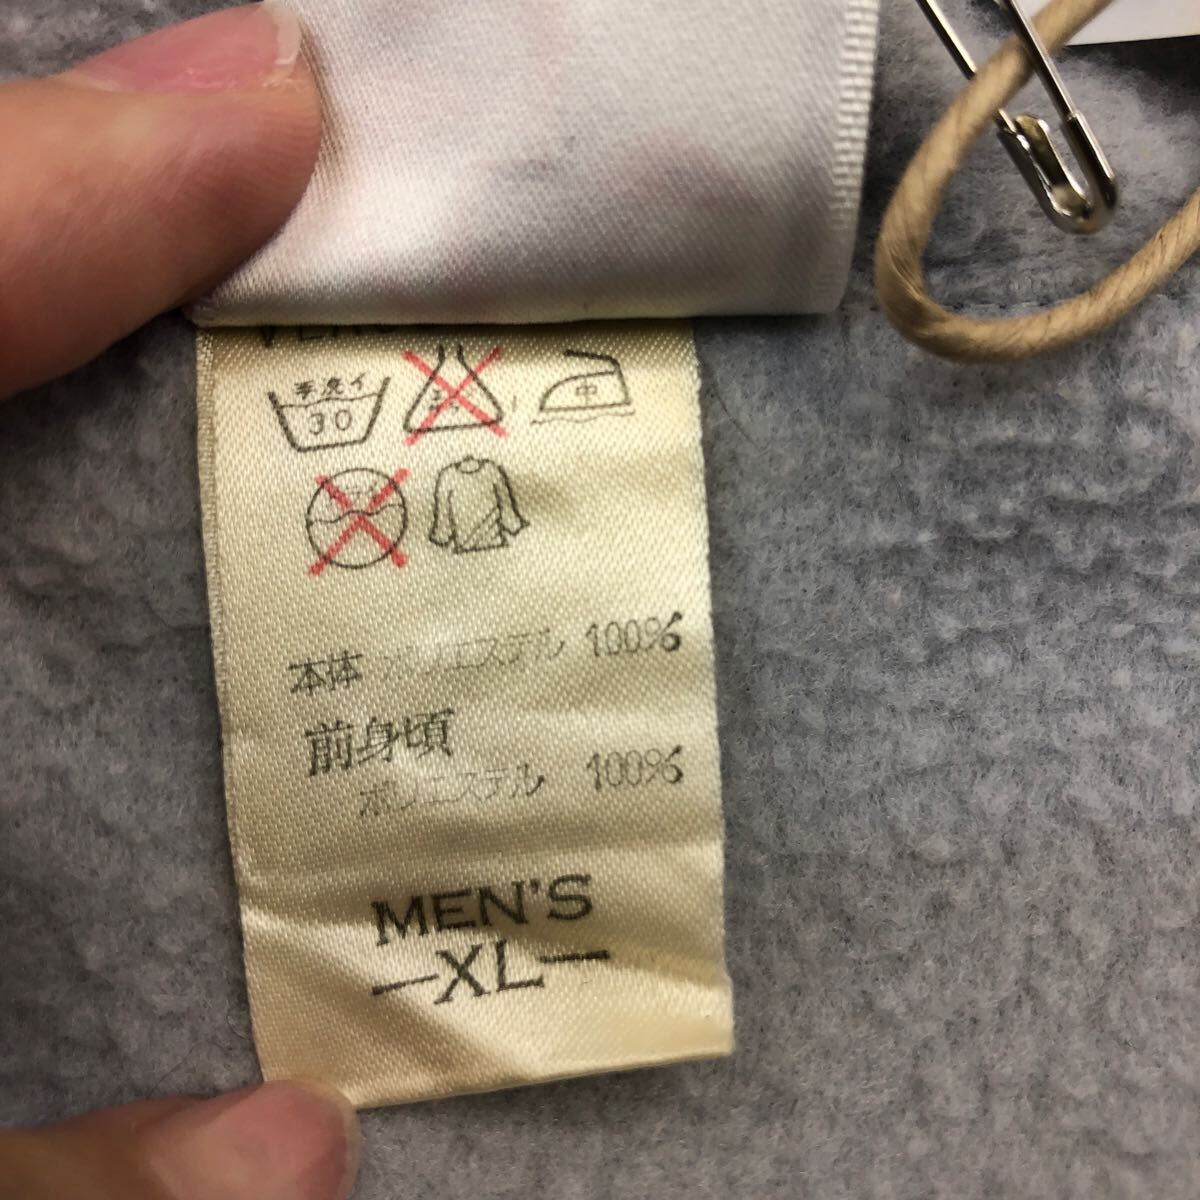 手洗イ
30
中
本体 ポリエステル 100%
前身頃
ポリエステル 100%
MEN'S
—XL—